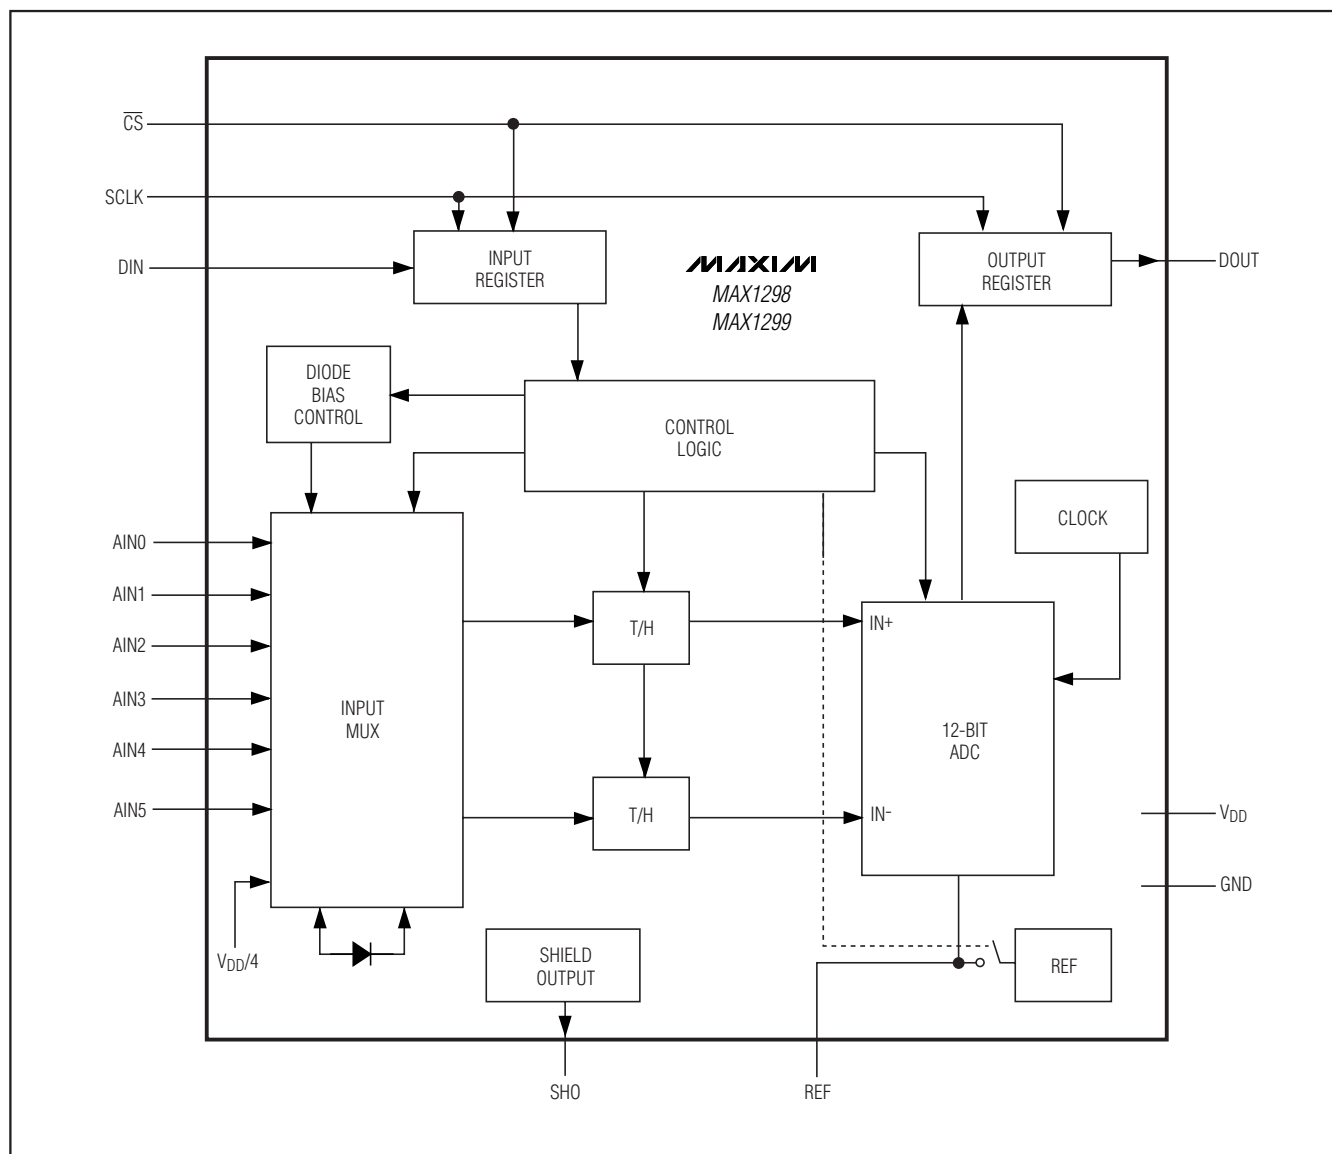 CS
SCLK
DIN
INPUT
REGISTER
MAXIM
MAX1298
MAX1299
OUTPUT
REGISTER
DOUT
DIODE
BIAS
CONTROL
CONTROL
LOGIC
CLOCK
AIN0
AIN1
AIN2
AIN3
AIN4
AIN5
INPUT
MUX
T/H
T/H
IN+
12-BIT
ADC
IN-
VDD
GND
VDD/4
SHIELD
OUTPUT
REF
SHO
REF